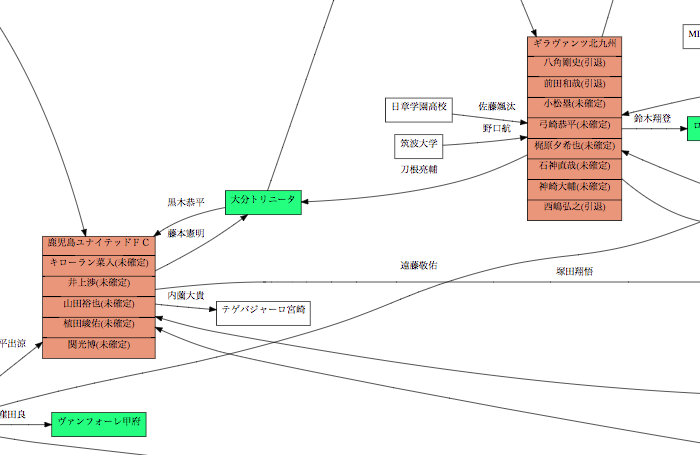 ギラヴァンツ北九州
八角剛史(引退)
前田和哉(引退)
小松塁(未確定)
弓崎恭平(未確定)
梶原夕希也(未確定)
石神直哉(未確定)
神崎大輔(未確定)
西嶋弘之(引退)
MI
日章学園高校
佐藤颯汰
野口航
筑波大学
鈴木翔登
ロ
刀根亮輔
大分トリニータ
黒木恭平
藤本憲明
鹿児島ユナイテッドＦＣ
キローラン菜入(未確定)
井上渉(未確定)
山田裕也(未確定)
槙田峻佑(未確定)
関光博(未確定)
内薗大貴
テゲバジャーロ宮崎
遠藤敬佑
塚田翔悟
平出涼
窪田良
ヴァンフォーレ甲府